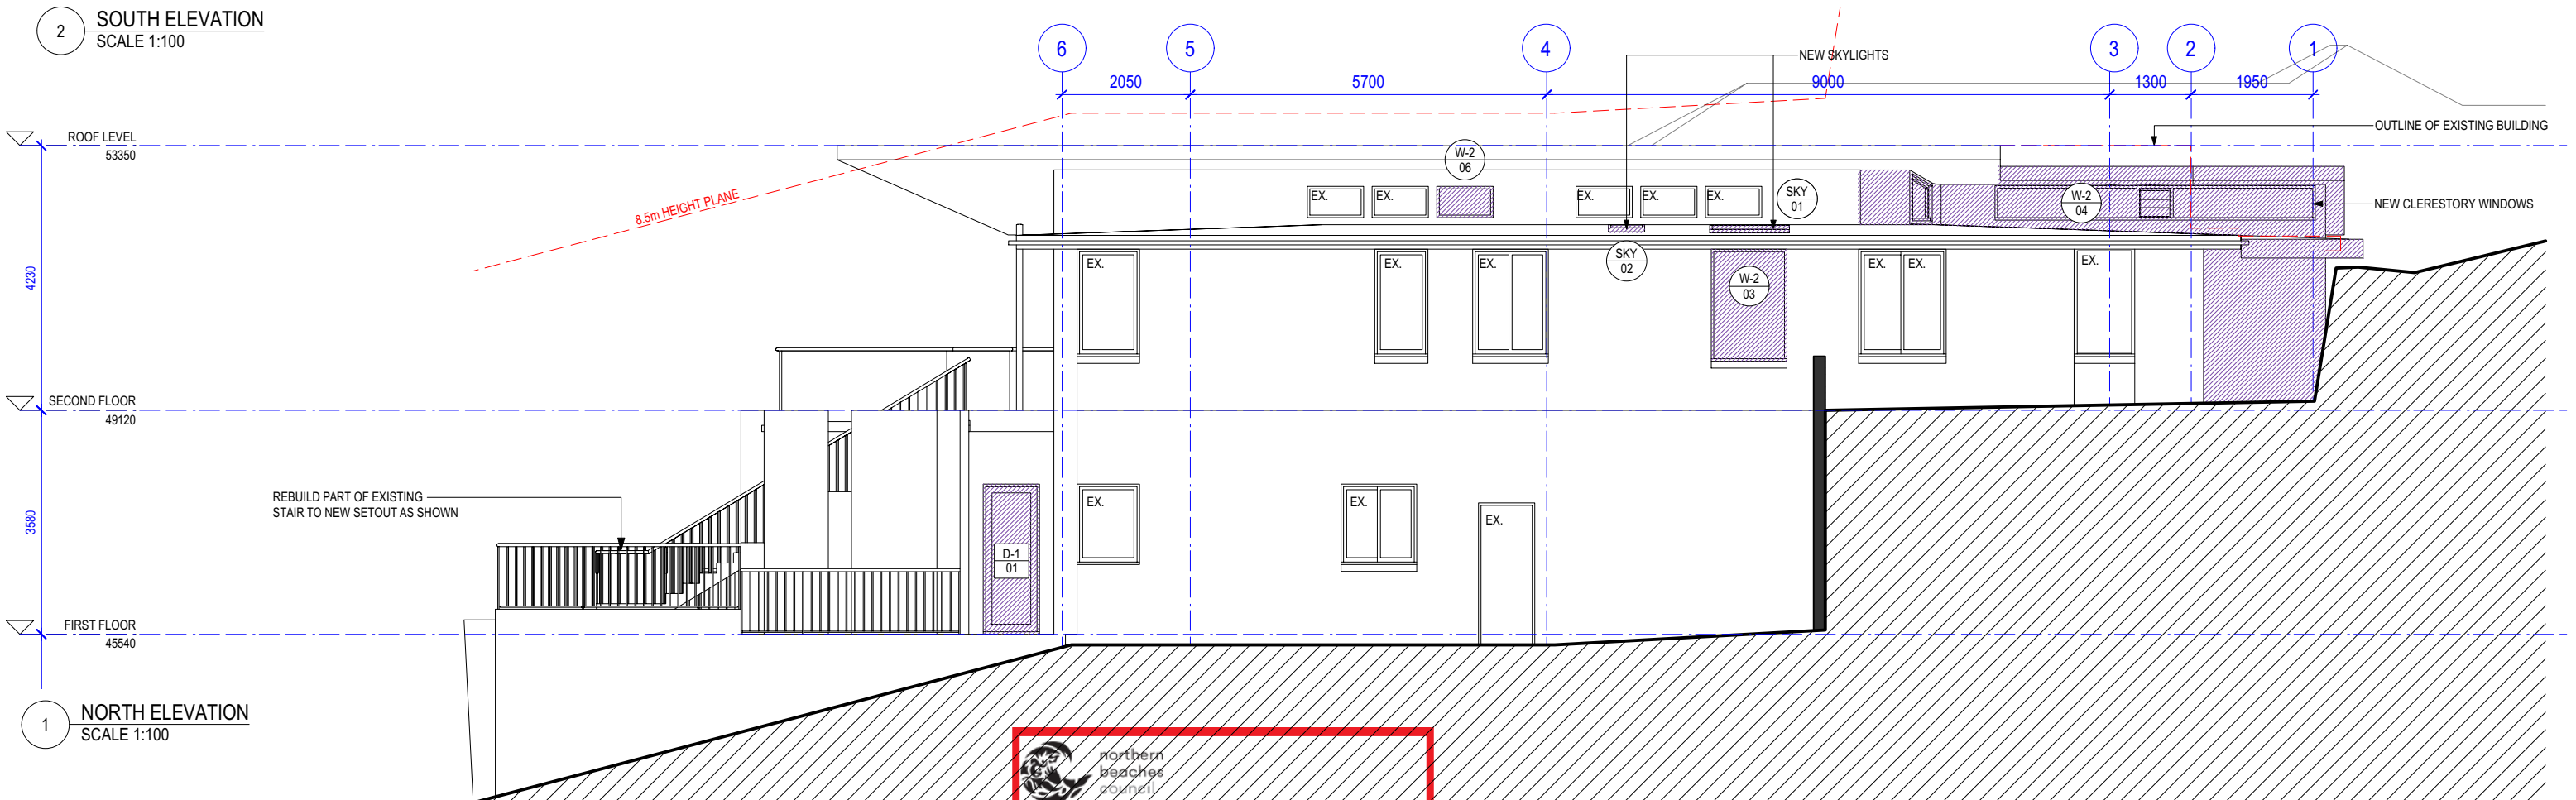 2
SOUTH ELEVATION
SCALE 1:100
6
5
4
3
2
1
2050
5700
9000
1300
1950
NEW SKYLIGHTS
OUTLINE OF EXISTING BUILDING
ROOF LEVEL
53350
8.5m HEIGHT PLANE
W-2
06
EX.
EX.
EX.
EX.
EX.
SKY
01
W-2
04
NEW CLERESTORY WINDOWS
4230
EX.
EX.
EX.
SKY
02
W-2
03
EX.
EX.
EX.
SECOND FLOOR
49120
REBUILD PART OF EXISTING
STAIR TO NEW SETOUT AS SHOWN
3580
D-1
01
EX.
EX.
EX.
FIRST FLOOR
45540
1
NORTH ELEVATION
SCALE 1:100
northern
beaches
council